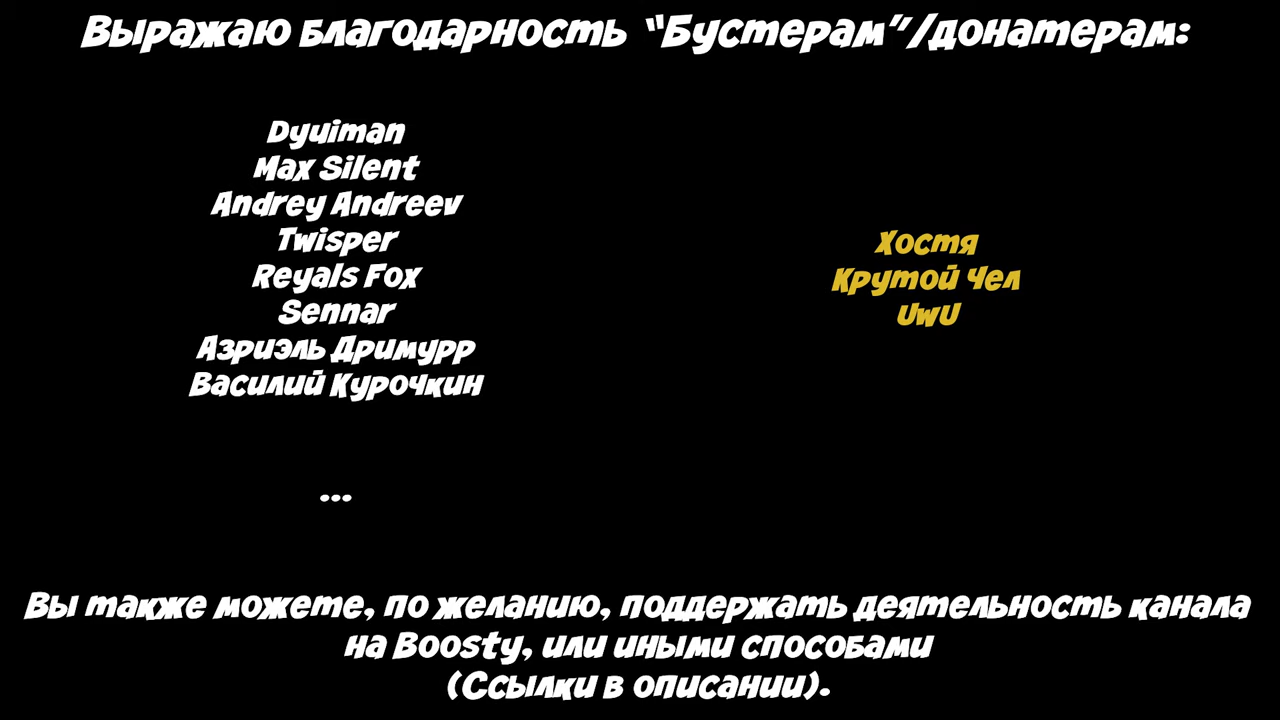 Выражаю благодарность “Бустерам”/донатерам:
Dyuiman
Max Silent
Andrey Andreev
Twisper
Reyals Fox
Sennar
Азриэль Дримурр
Василий Курочкин
...
Хостя
Крутой Чел
UwU
Вы также можете, по желанию, поддержать деятельность канала
на Boosty, или иными способами
(Ссылки в описании).